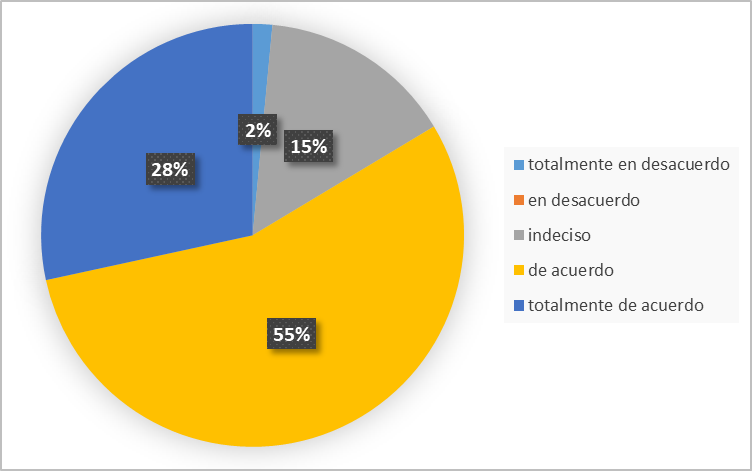 2%
15%
28%
55%
totalmente en desacuerdo
en desacuerdo
indeciso
de acuerdo
totalmente de acuerdo